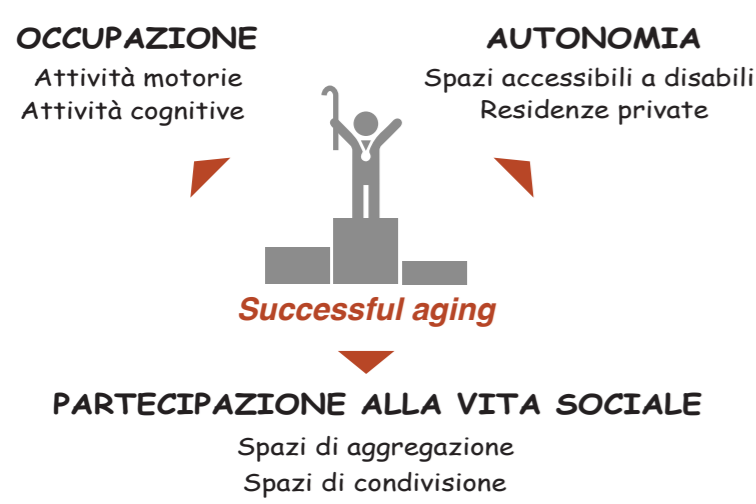 OCCUPAZIONE
Attività motorie
Attività cognitive
AUTONOMIA
Spazi accessibili a disabili
Residenze private
Successful aging
PARTECIPAZIONE ALLA VITA SOCIALE
Spazi di aggregazione
Spazi di condivisione